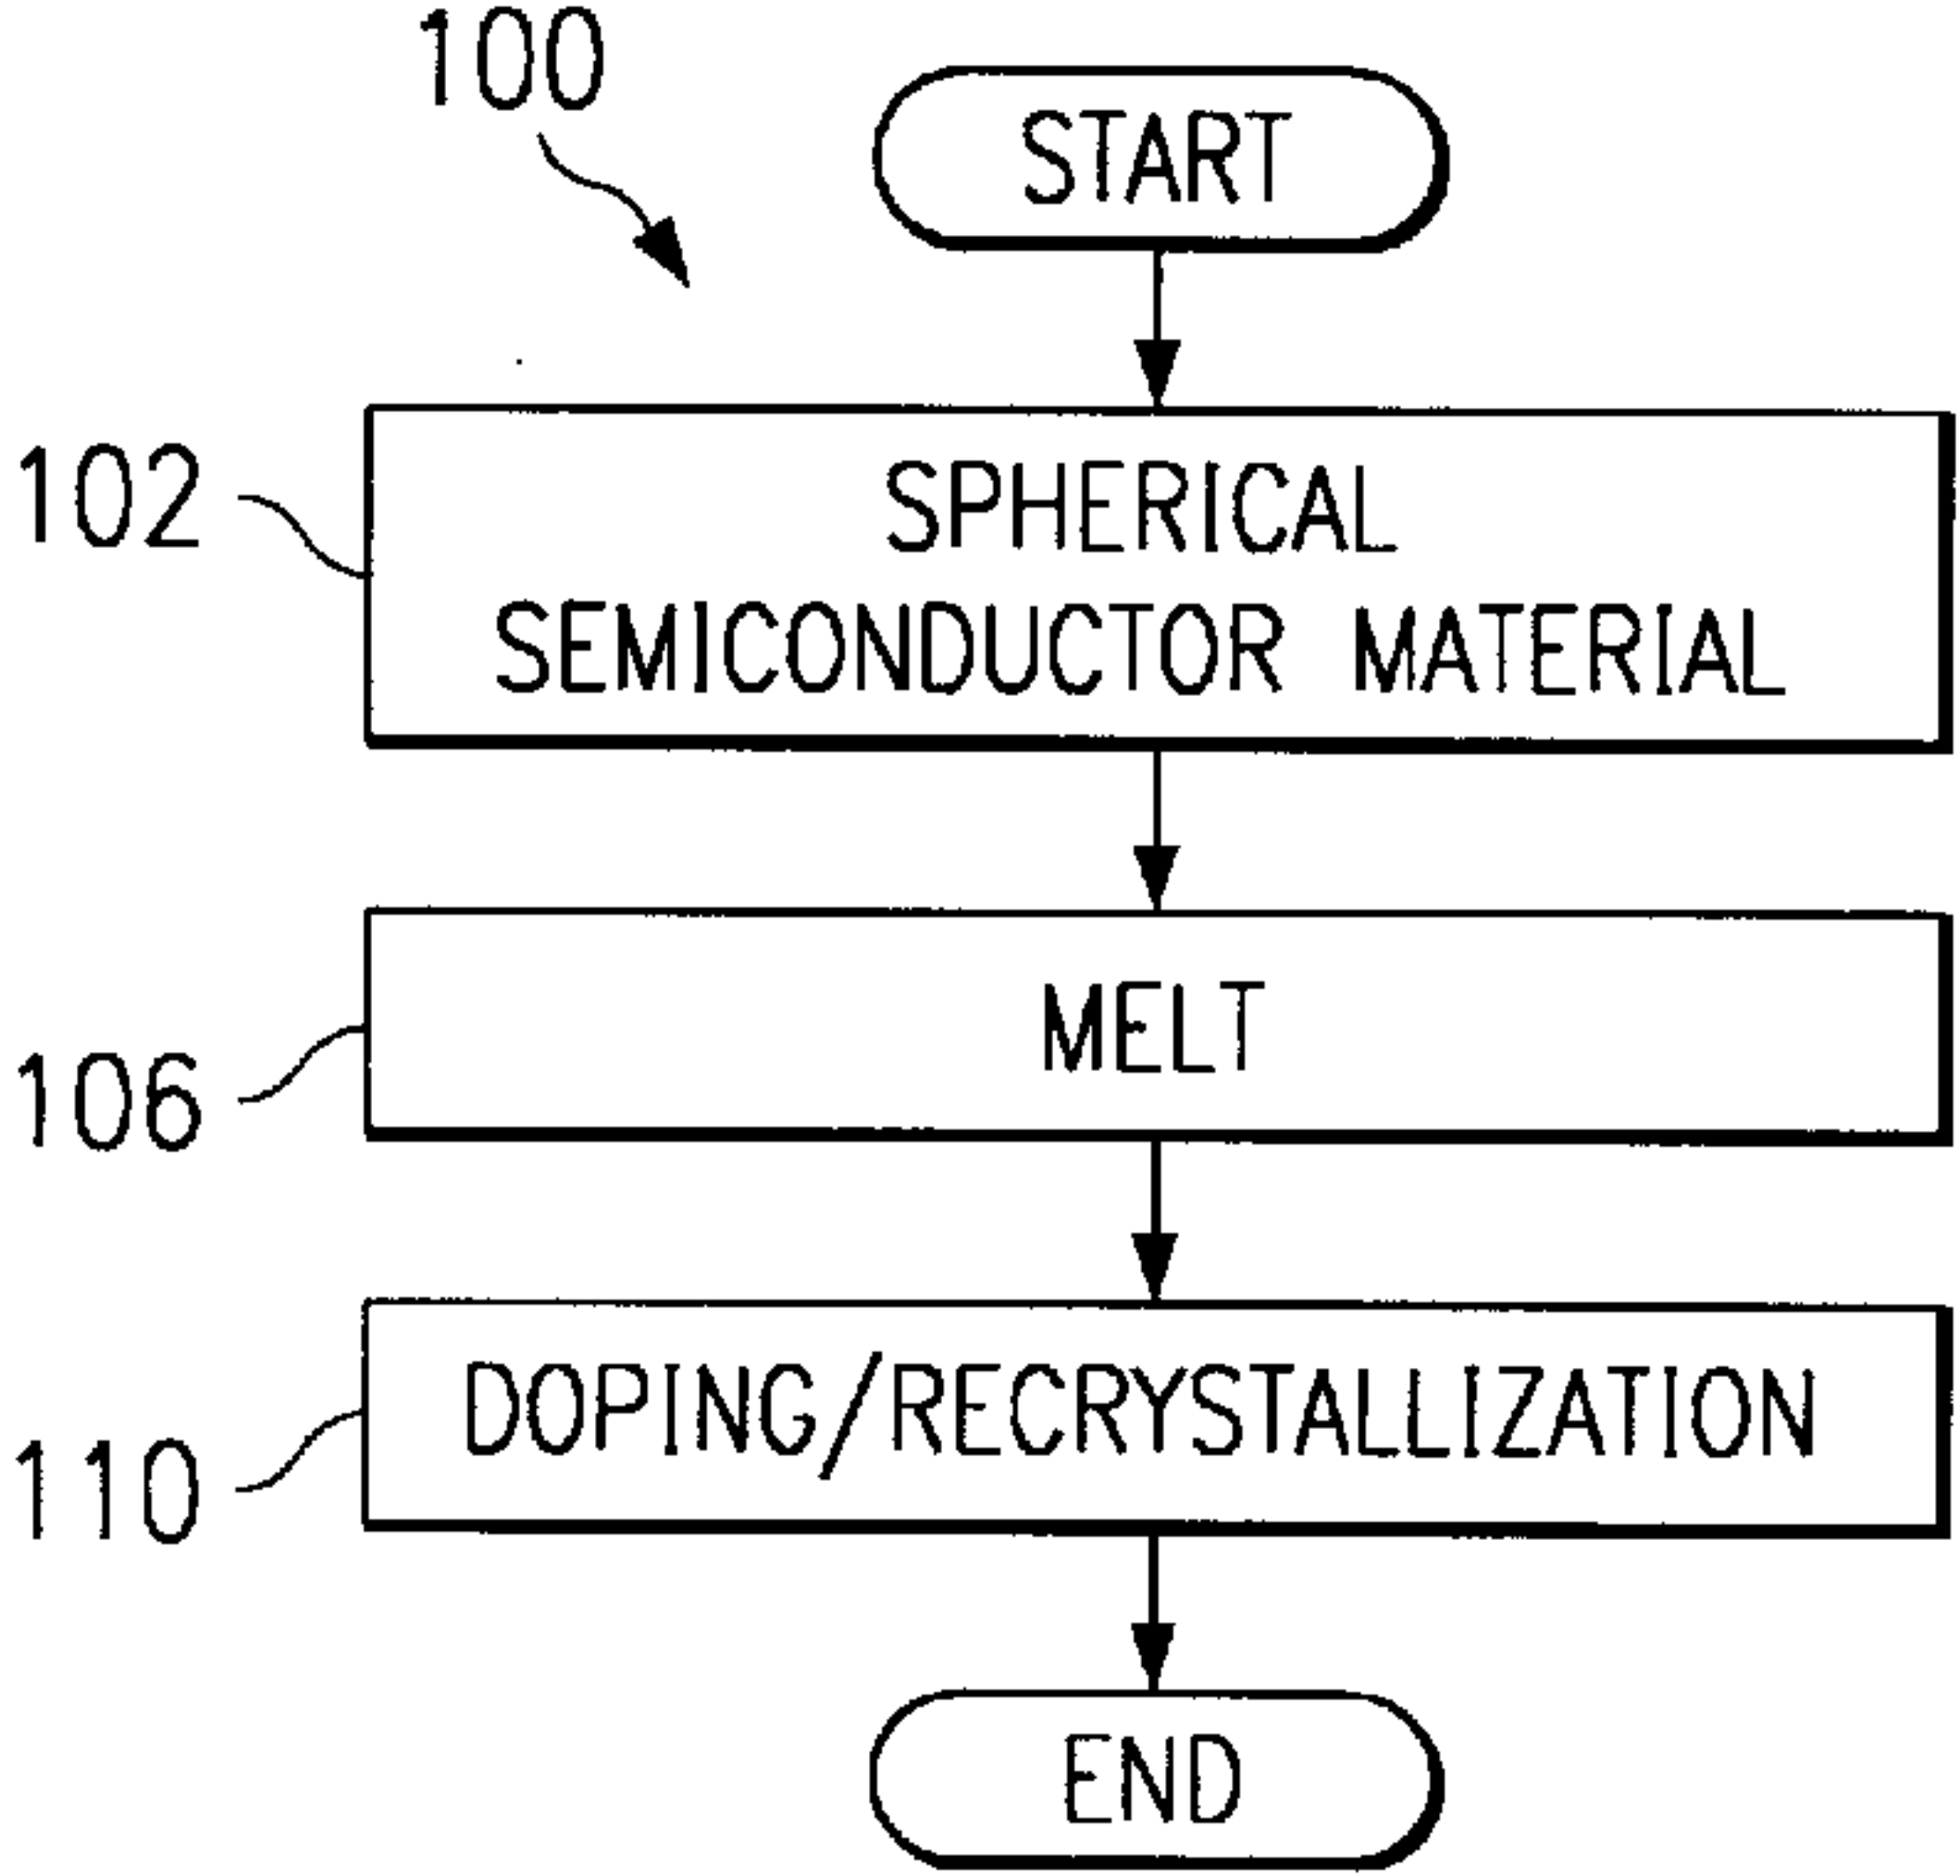 100
START
102
SPHERICAL
SEMICONDUCTOR MATERIAL
106
MELT
110
DOPING/RECRYSTALLIZATION
END